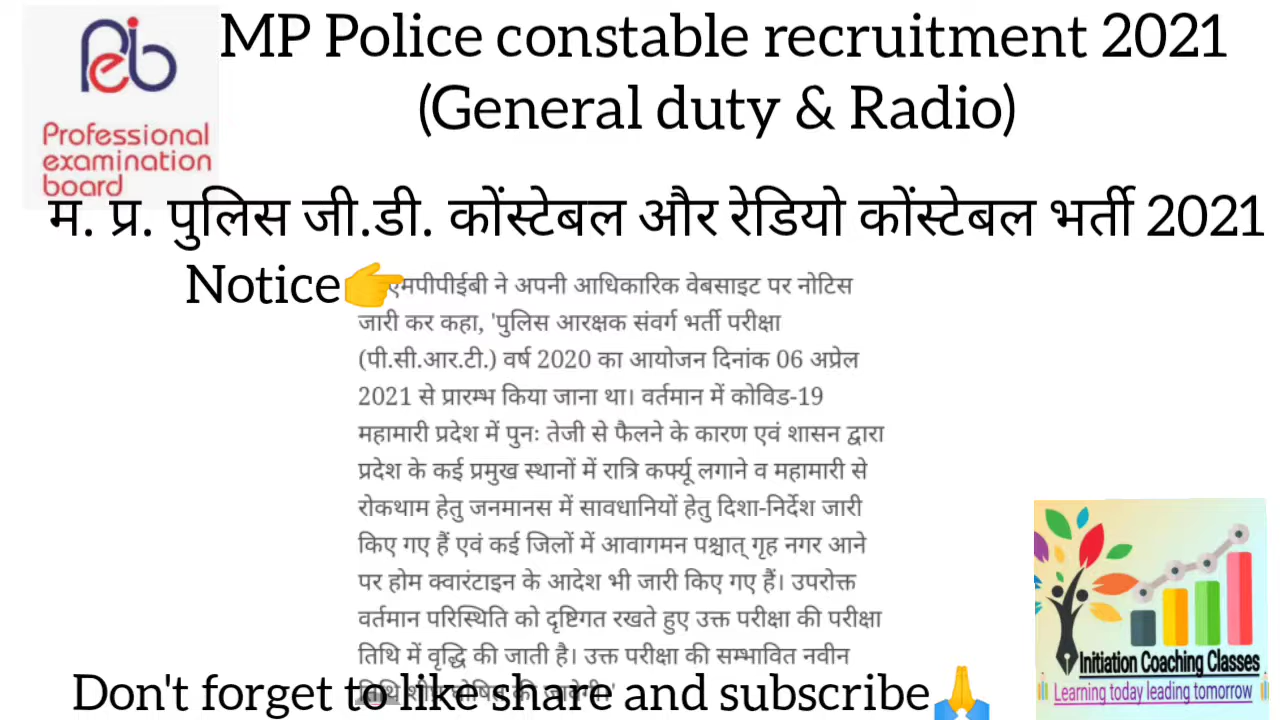 Peb
Professional
examination
board
MP Police constable recruitment 2021
(General duty & Radio)
म. प्र. पुलिस जी.डी. कोंस्टेबल और रेडियो कोंस्टेबल भर्ती 2021
Notice👉
एमपीपीईबी ने अपनी आधिकारिक वेबसाइट पर नोटिस
जारी कर कहा, 'पुलिस आरक्षक संवर्ग भर्ती परीक्षा
(पी.सी.आर.टी.) वर्ष 2020 का आयोजन दिनांक 06 अप्रेल
2021 से प्रारम्भ किया जाना था। वर्तमान में कोविड-19
महामारी प्रदेश में पुनः तेजी से फैलने के कारण एवं शासन द्वारा
प्रदेश के कई प्रमुख स्थानों में रात्रि कर्फ्यू लगाने व महामारी से
रोकथाम हेतु जनमानस में सावधानियों हेतु दिशा-निर्देश जारी
किए गए हैं एवं कई जिलों में आवागमन पश्चात् गृह नगर आने
पर होम क्वारंटाइन के आदेश भी जारी किए गए हैं। उपरोक्त
वर्तमान परिस्थिति को दृष्टिगत रखते हुए उक्त परीक्षा की परीक्षा
तिथि में वृद्धि की जाती है। उक्त परीक्षा की सम्भावित नवीन
Don't forget to like share and subscribe🙏
Initiation Coaching Classes
Learning today leading tomorrow